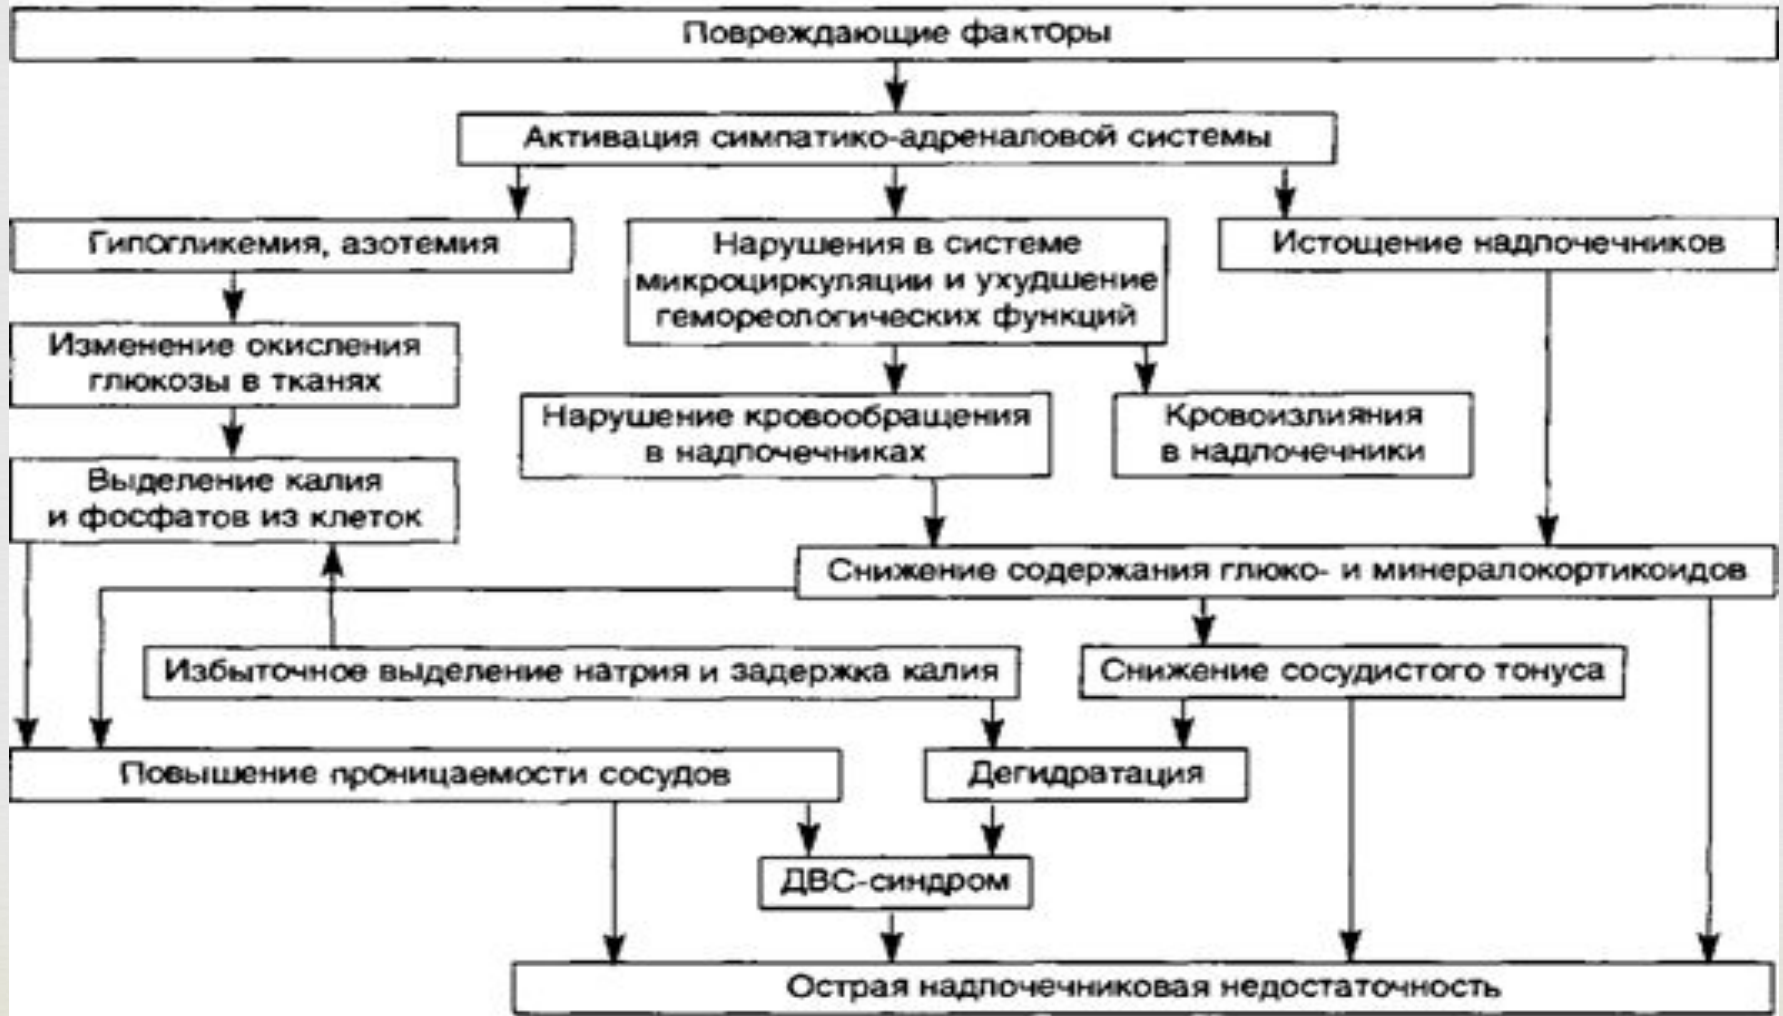 Повреждающие факторы
Активация симпатико-адреналовой системы
Гипогликемия, азотемия
Нарушения в системе
микроциркуляции и ухудшение
гемореологических функций
Истощение надпочечников
Изменение окисления
глюкозы в тканях
Нарушение кровообращения
в надпочечниках
Кровоизлияния
в надпочечники
Выделение калия
и фосфатов из клеток
Снижение содержания глюко- и минералокортикоидов
Избыточное выделение натрия и задержка калия
Снижение сосудистого тонуса
Повышение проницаемости сосудов
Дегидратация
ДВС-синдром
Острая надпочечниковая недостаточность